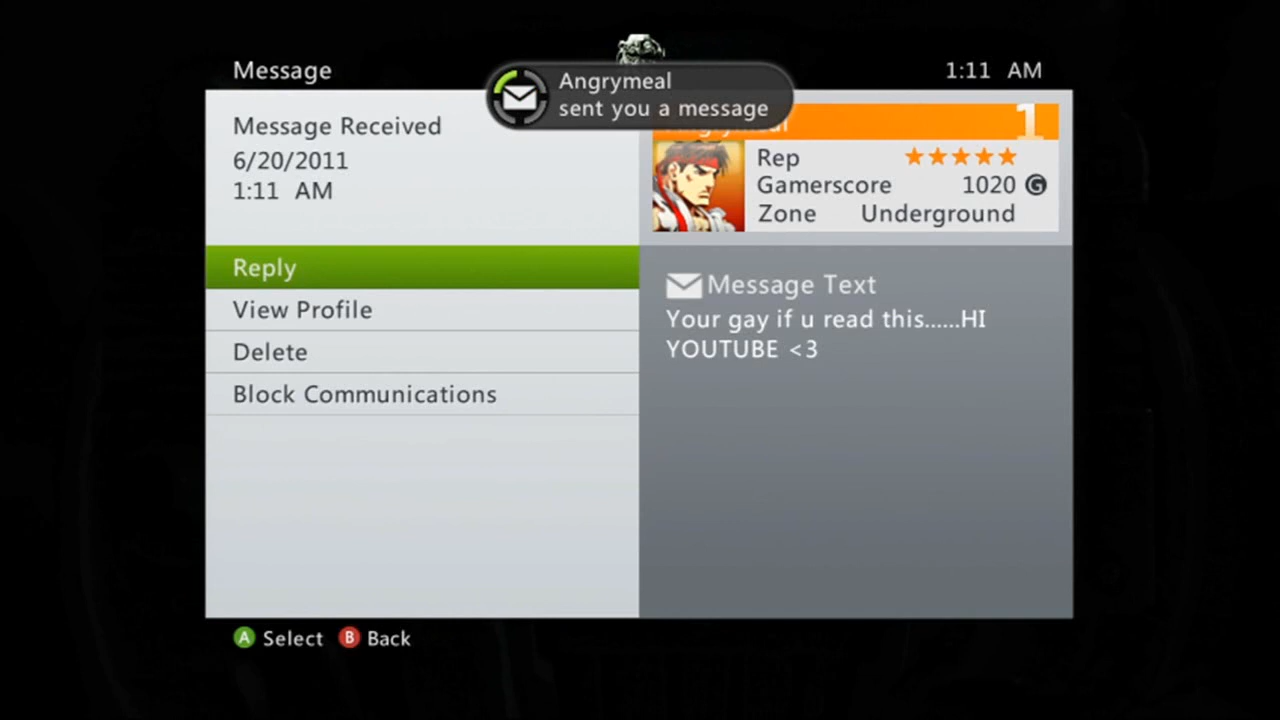 Message
1:11 AM
Angrymeal
sent you a message
Message Received
6/20/2011
1:11 AM
1
Rep
Gamerscore 1020 G
Zone Underground
Reply
View Profile
Delete
Block Communications
Message Text
Your gay if u read this......HI
YOUTUBE <3
A Select B Back